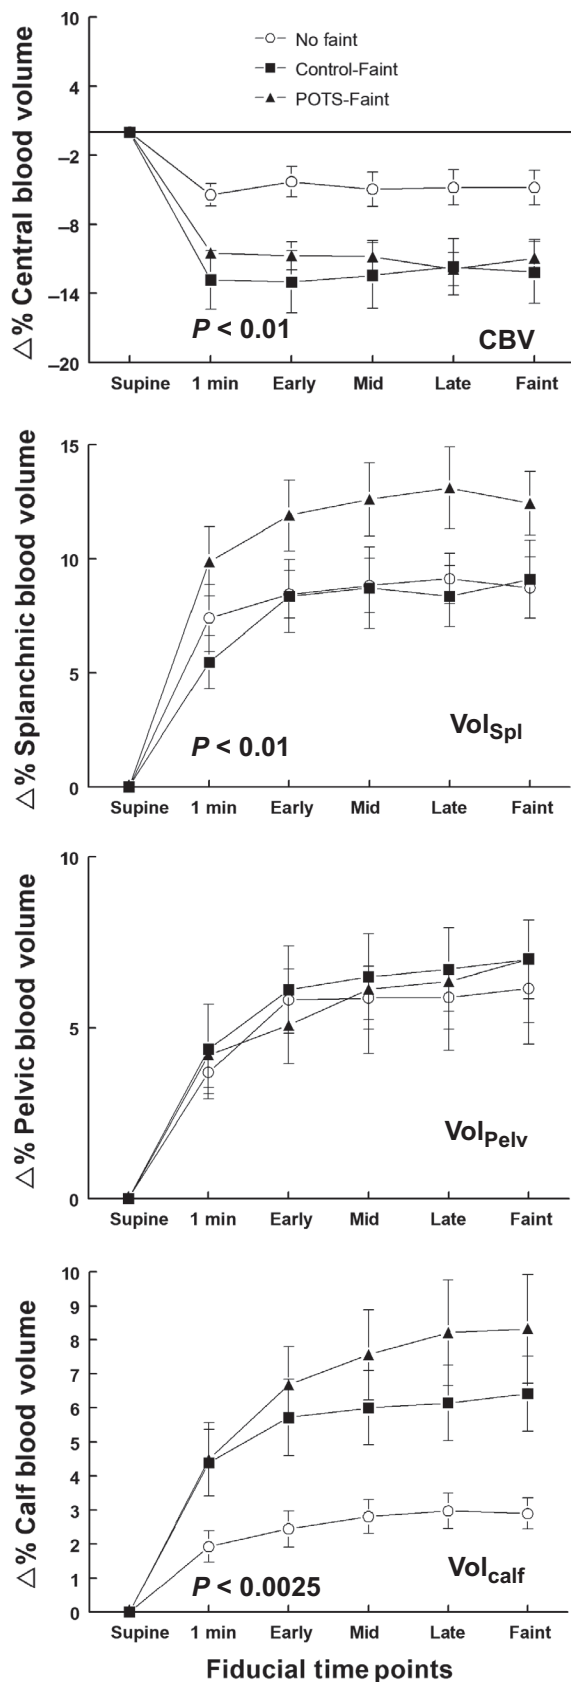 10
No faint
Control-Faint
POTS-Faint
4
–2
–8
–14
–20
△% Central blood volume
P < 0.01
CBV
Supine 1 min Early Mid Late Faint
15
10
5
0
△% Splanchnic blood volume
VolSpl
P < 0.01
Supine 1 min Early Mid Late Faint
10
5
0
△% Pelvic blood volume
VolPelv
Supine 1 min Early Mid Late Faint
10
9
8
7
6
5
4
3
2
1
0
△% Calf blood volume
Volcalf
P < 0.0025
Supine 1 min Early Mid Late Faint
Fiducial time points